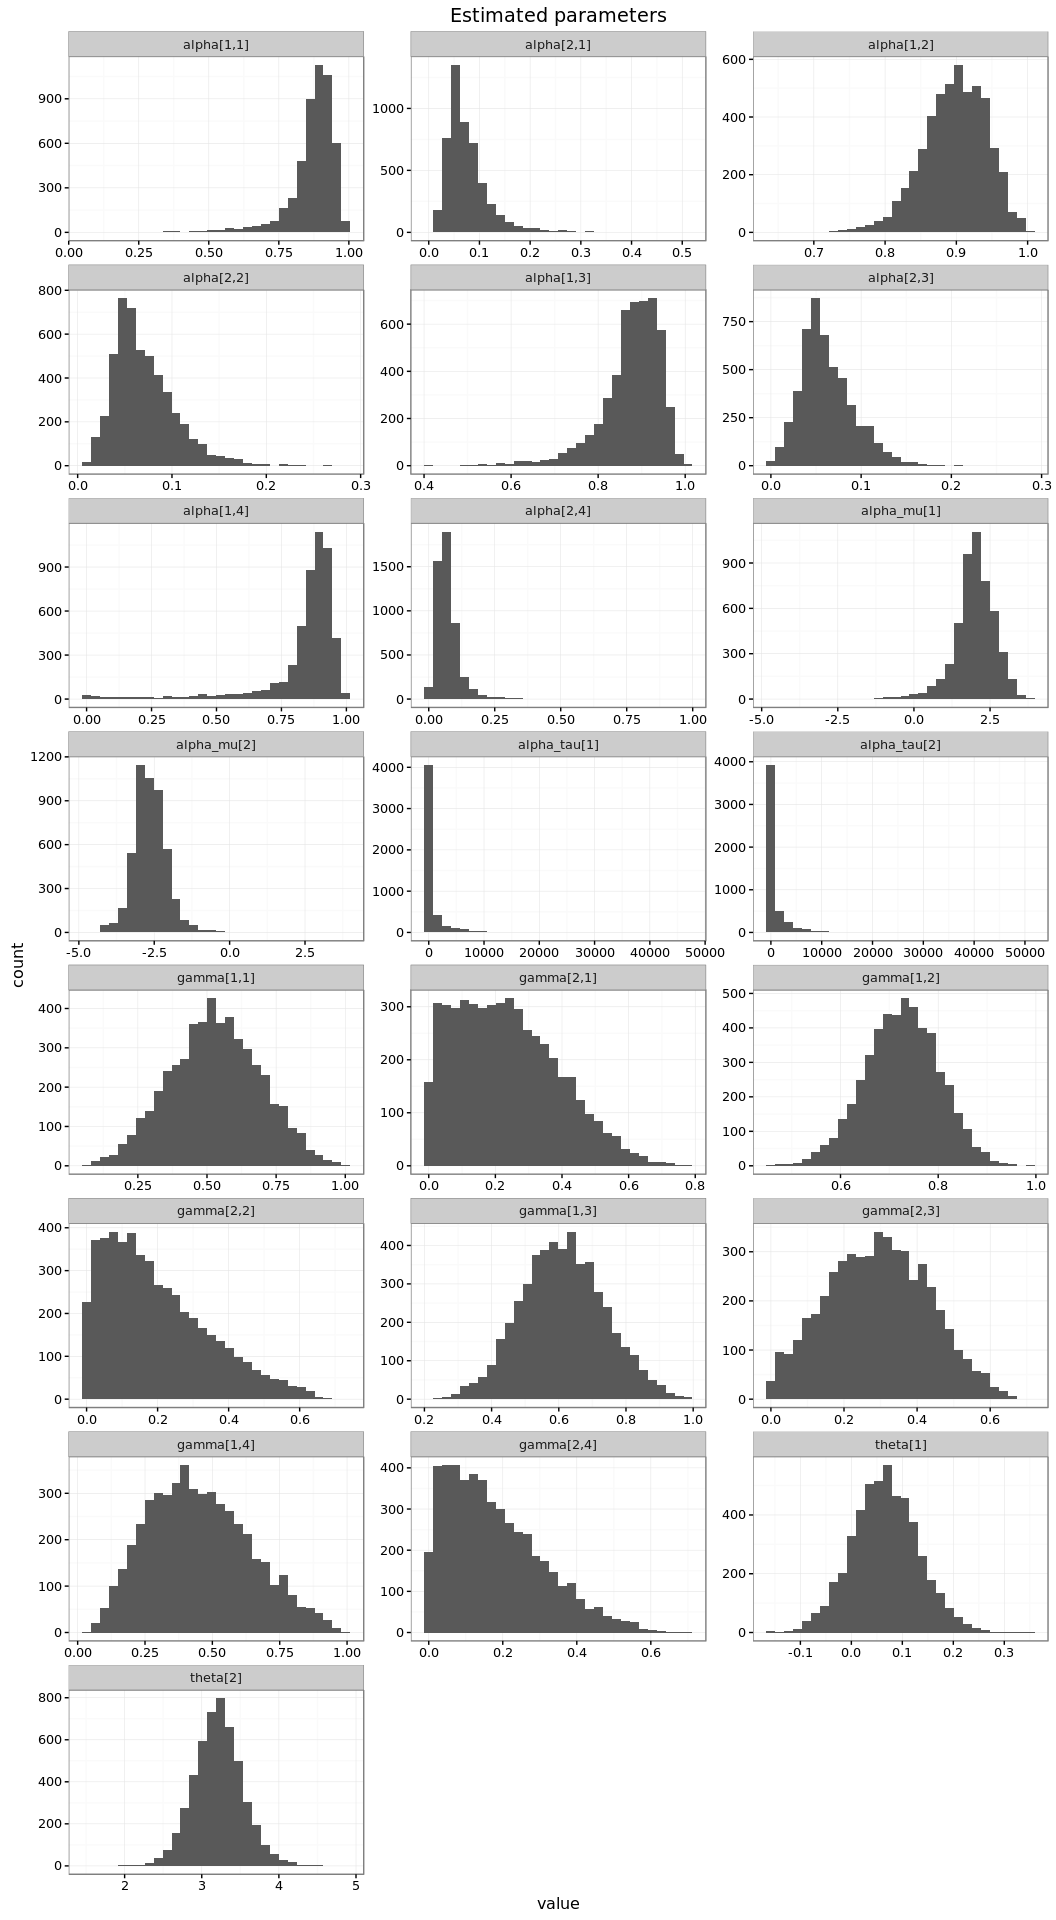 Estimated parameters
alpha[1,1] alpha[2,1] alpha[1,2]
900 600 300 0
0.00 0.25 0.50 0.75 1.00
1000 500 0
0.0 0.1 0.2 0.3 0.4 0.5
600 400 200 0
0.7 0.8 0.9 1.0
alpha[2,2] alpha[1,3] alpha[2,3]
800 600 400 200 0
0.0 0.1 0.2 0.3
600 400 200 0
0.4 0.6 0.8 1.0
750 500 250 0
0.0 0.1 0.2 0.3
alpha[1,4] alpha[2,4] alpha_mu[1]
900 600 300 0
0.00 0.25 0.50 0.75 1.00
1500 1000 500 0
0.00 0.25 0.50 0.75 1.00
900 600 300 0
-5.0 -2.5 0.0 2.5
alpha_mu[2] alpha_tau[1] alpha_tau[2]
1200 900 600 300 0
-5.0 -2.5 0.0 2.5
4000 3000 2000 1000 0
0 10000 20000 30000 40000 50000
4000 3000 2000 1000 0
0 10000 20000 30000 40000 50000
count
gamma[1,1] gamma[2,1] gamma[1,2]
400 300 200 100 0
0.25 0.50 0.75 1.00
300 200 100 0
0.0 0.2 0.4 0.6 0.8
500 400 300 200 100 0
0.6 0.8 1.0
gamma[2,2] gamma[1,3] gamma[2,3]
400 300 200 100 0
0.0 0.2 0.4 0.6
400 300 200 100 0
0.2 0.4 0.6 0.8 1.0
300 200 100 0
0.0 0.2 0.4 0.6
gamma[1,4] gamma[2,4] theta[1]
300 200 100 0
0.00 0.25 0.50 0.75 1.00
400 300 200 100 0
0.0 0.2 0.4 0.6
400 200 0
-0.1 0.0 0.1 0.2 0.3
theta[2]
800 600 400 200 0
2 3 4 5
value